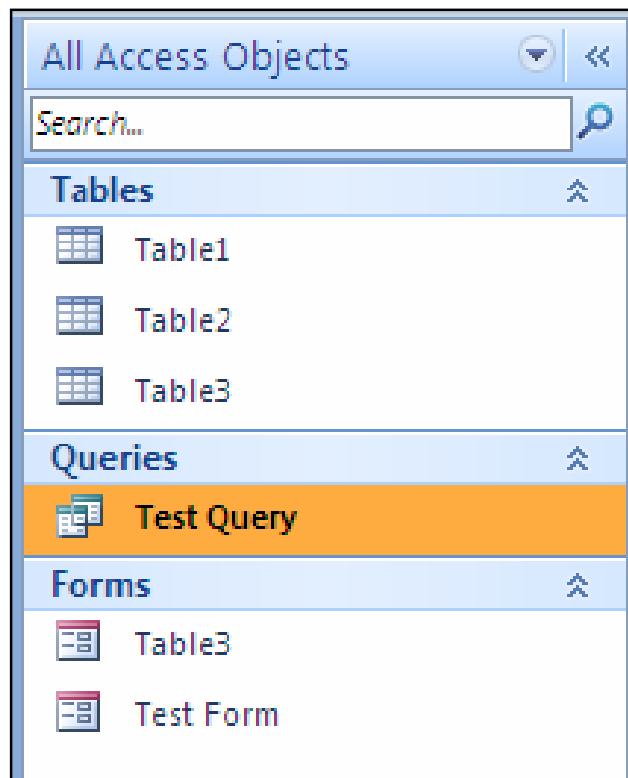 All Access Objects
Search...
Tables
Table1
Table2
Table3
Queries
Test Query
Forms
Table3
Test Form